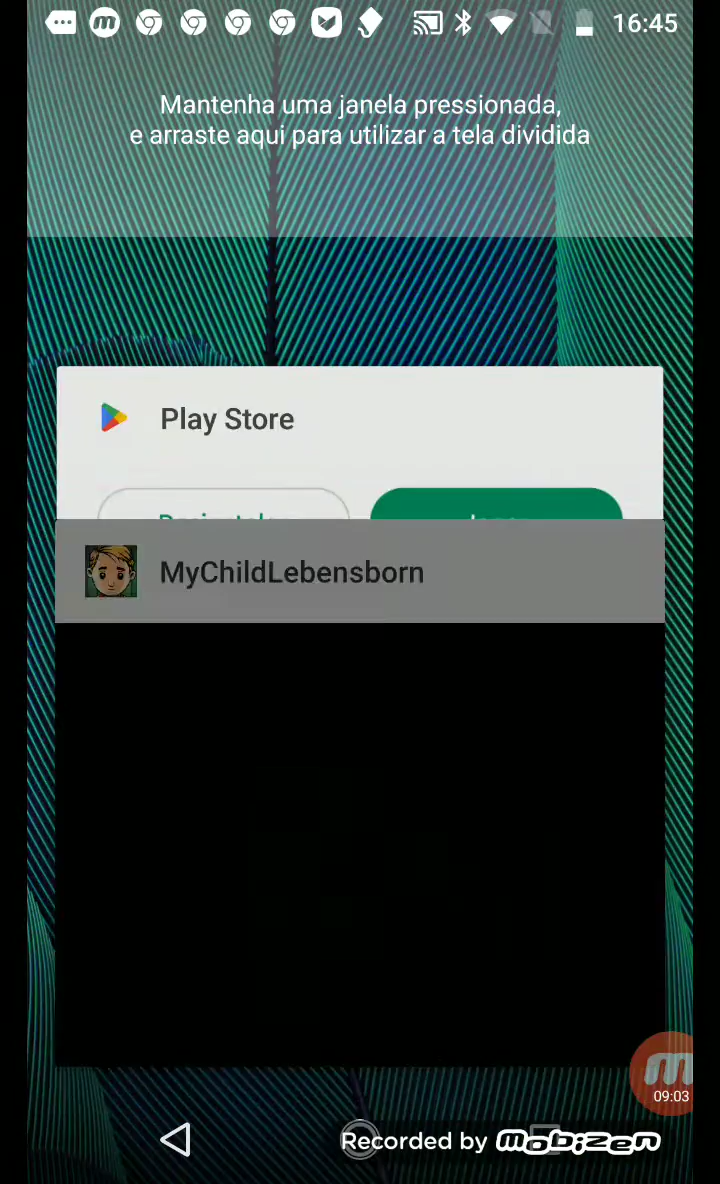 16:45
Mantenha uma janela pressionada,
e arraste aqui para utilizar a tela dividida
Play Store
MyChildLebensborn
09:03
Recorded by mobizen